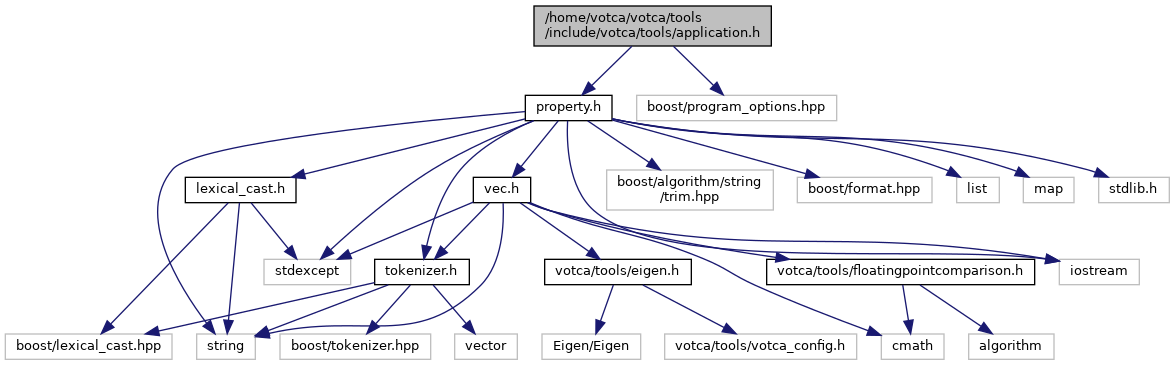 /home/votca/votca/tools
/include/votca/tools/application.h
property.h
boost/program_options.hpp
lexical_cast.h
vec.h
boost/algorithm/string
/trim.hpp
boost/format.hpp
list
map
stdlib.h
stdexcept
tokenizer.h
votca/tools/eigen.h
votca/tools/floatingpointcomparison.h
iostream
boost/lexical_cast.hpp
string
boost/tokenizer.hpp
vector
Eigen/Eigen
votca/tools/votca_config.h
cmath
algorithm